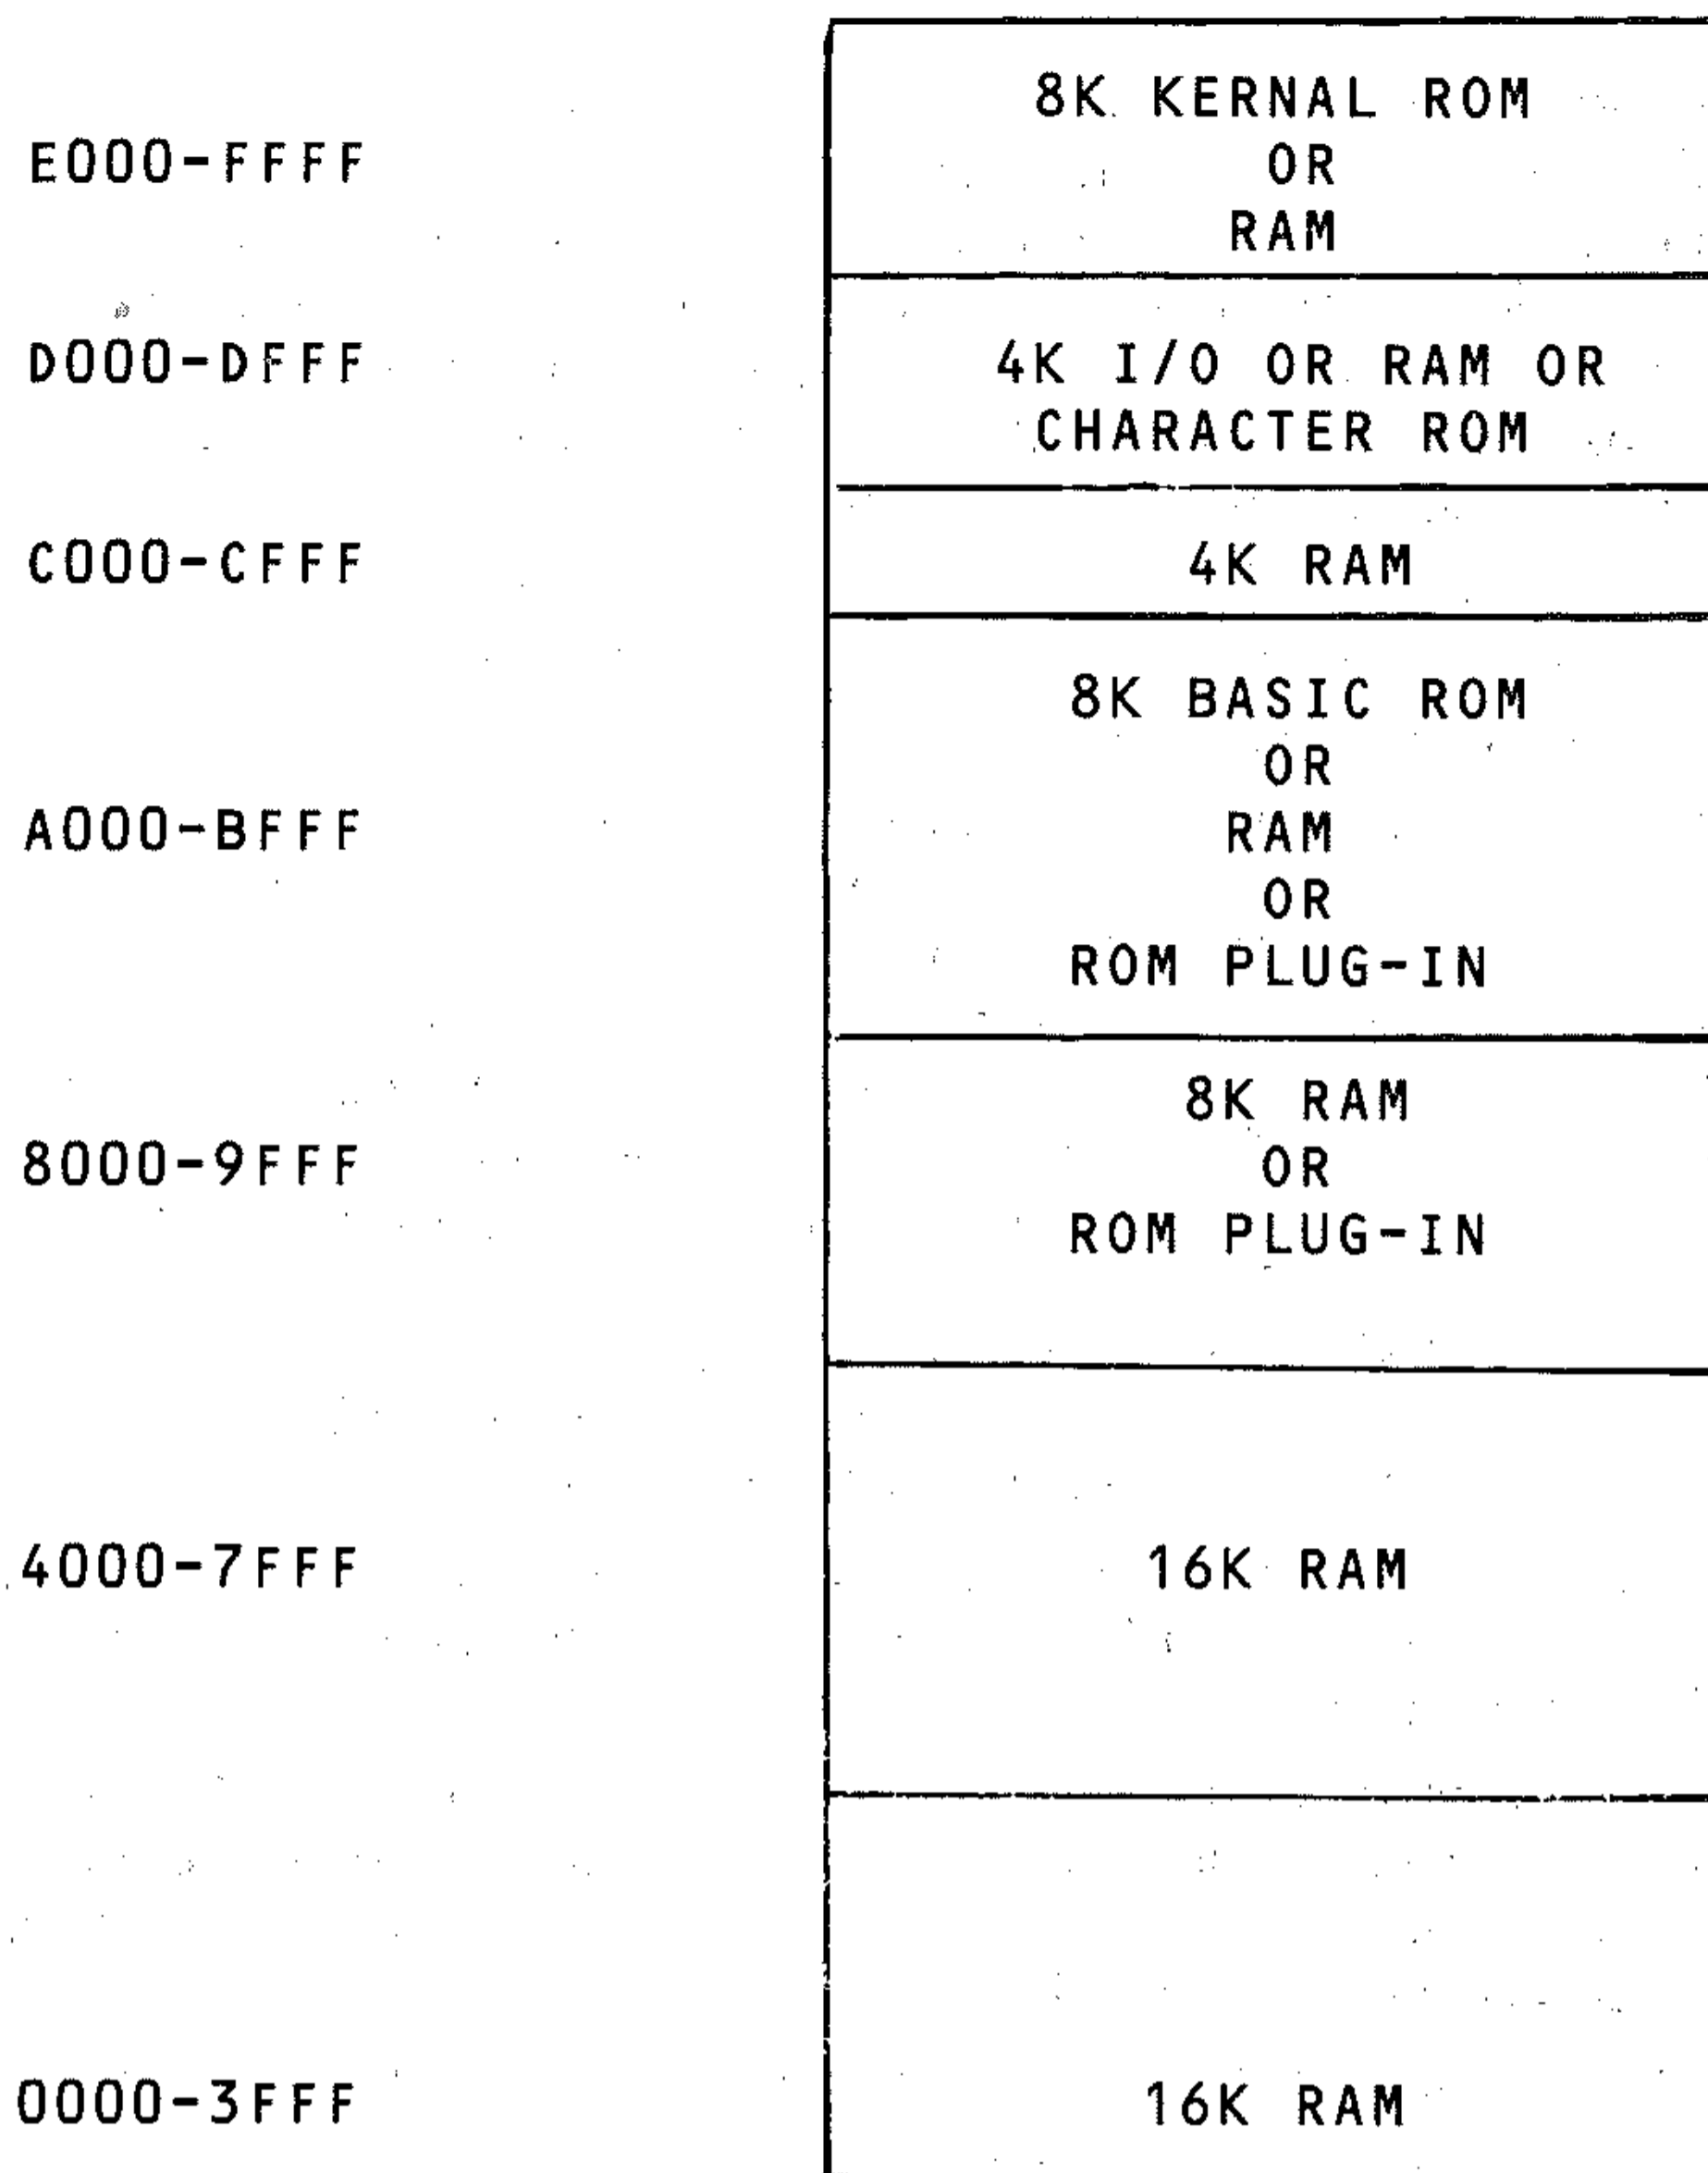 8K KERNAL ROM
E000-FFFF OR
RAM
D000-DFFF 4K I/O OR RAM OR
CHARACTER ROM
C000-CFFF 4K RAM
8K BASIC ROM
OR
A000-BFFF RAM
OR
ROM PLUG-IN
8K RAM
8000-9FFF OR
ROM PLUG-IN
4000-7FFF 16K RAM
0000-3FFF 16K RAM